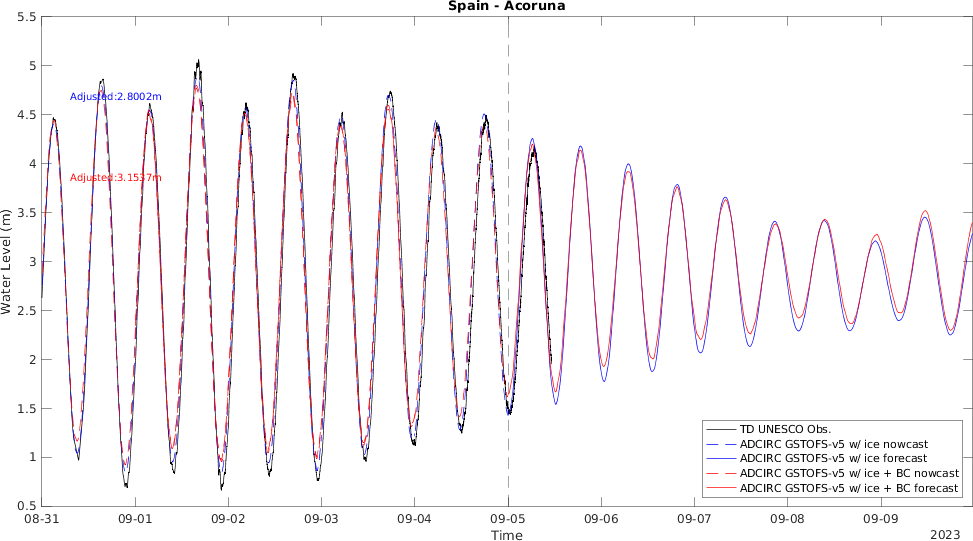 Spain - Acoruna
5.5
5
4.5
4
3.5
3
2.5
2
1.5
1
0.5
Water Level (m)
Adjusted:2.8002m
Adjusted:3.1537m
TD UNESCO Obs.
ADCIRC GSTOFS-v5 w/ ice nowcast
ADCIRC GSTOFS-v5 w/ ice forecast
ADCIRC GSTOFS-v5 w/ ice + BC nowcast
ADCIRC GSTOFS-v5 w/ ice + BC forecast
08-31 09-01 09-02 09-03 09-04 09-05 09-06 09-07 09-08 09-09
Time
2023